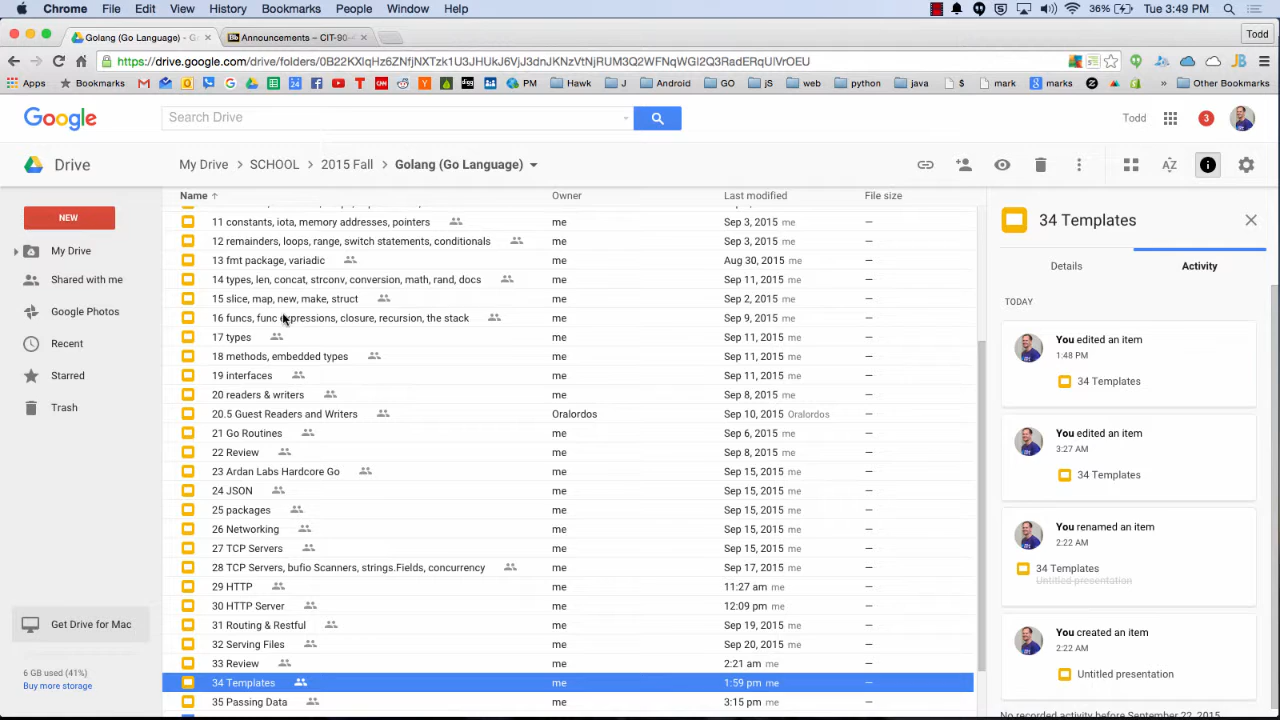 Chrome File Edit View History Bookmarks People Window Help 36% Tue 3:49 PM
Golang (Go Language) - G × Announcements – CIT-90-- × Todd
https://drive.google.com/drive/folders/
Apps Bookmarks PM Hawk J Android GO jS web python java $ mark marks » Other Bookmarks
Google Search Drive Todd 3
Drive My Drive > SCHOOL > 2015 Fall > Golang (Go Language)
Name Owner Last modified File size
NEW
My Drive
Shared with me
Google Photos
Recent
Starred
Trash
Get Drive for Mac
6 GB used (41%)
Buy more storage
11 constants, iota, memory addresses, pointers me Sep 3, 2015 me –
12 remainders, loops, range, switch statements, conditionals me Sep 3, 2015 me –
13 fmt package, variadic me Aug 30, 2015 me –
14 types, len, concat, strconv, conversion, math, rand, docs me Sep 11, 2015 me –
15 slice, map, new, make, struct me Sep 2, 2015 me –
16 funcs, func expressions, closure, recursion, the stack me Sep 9, 2015 me –
17 types me Sep 11, 2015 me –
18 methods, embedded types me Sep 11, 2015 me –
19 interfaces me Sep 11, 2015 me –
20 readers & writers me Sep 8, 2015 me –
20.5 Guest Readers and Writers Oralordos Sep 10, 2015 Oralordos –
21 Go Routines me Sep 6, 2015 me –
22 Review me Sep 8, 2015 me –
23 Ardan Labs Hardcore Go me Sep 15, 2015 me –
24 JSON me Sep 15, 2015 me –
25 packages me Sep 15, 2015 me –
26 Networking me Sep 15, 2015 me –
27 TCP Servers me Sep 15, 2015 me –
28 TCP Servers, bufio Scanners, strings.Fields, concurrency me Sep 17, 2015 me –
29 HTTP me 11:27 am me –
30 HTTP Server me 12:09 pm me –
31 Routing & Restful me Sep 19, 2015 me –
32 Serving Files me Sep 20, 2015 me –
33 Review me 2:21 am me –
34 Templates me 1:59 pm me –
35 Passing Data me 3:15 pm me –
34 Templates
Details Activity
TODAY
You edited an item
1:48 PM
34 Templates
You edited an item
3:27 AM
34 Templates
You renamed an item
2:22 AM
34 Templates
Untitled presentation
You created an item
2:22 AM
Untitled presentation
No recorded activity before September 22, 2015